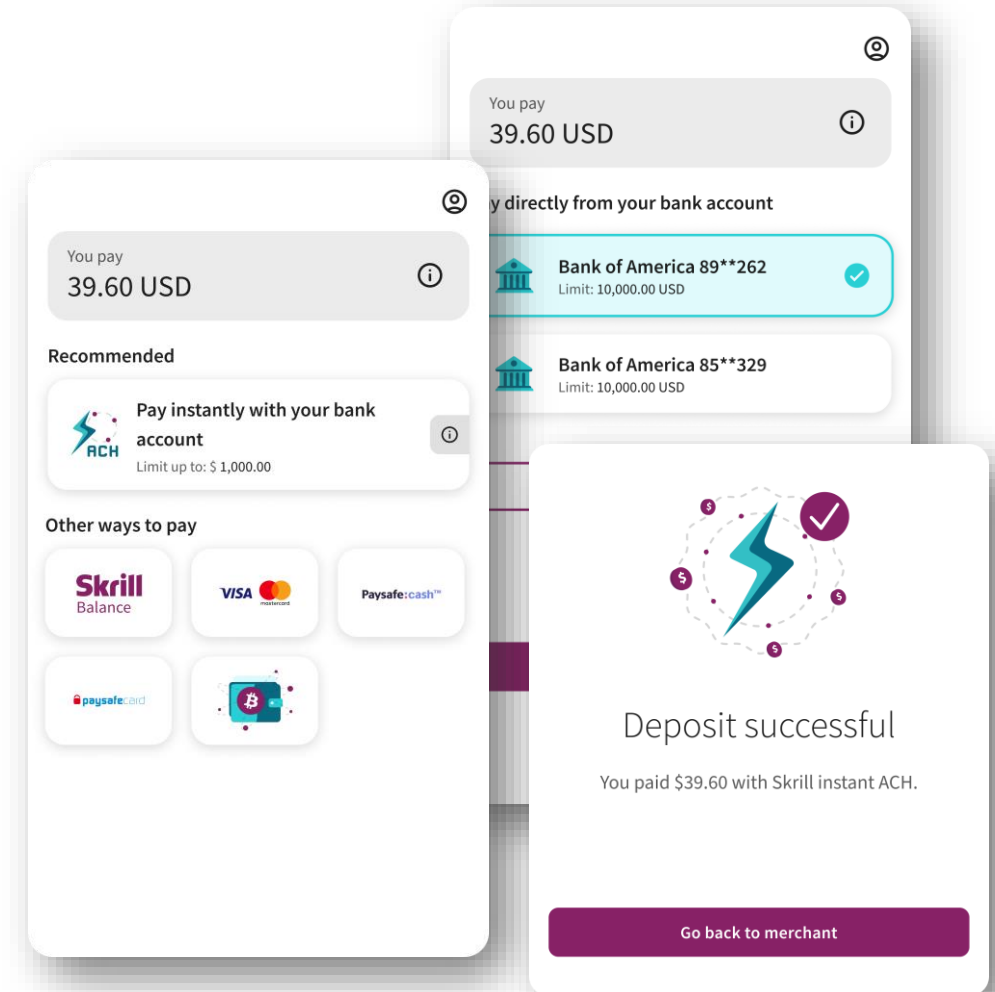 You pay
39.60 USD
Recommended
Pay instantly with your bank
account
Limit up to: $ 1,000.00
ACH
Other ways to pay
Skrill
Balance
VISA
mastercard
Paysafe:cash™
paysafecard
You pay
39.60 USD
directly from your bank account
Bank of America 89**262
Limit: 10,000.00 USD
Bank of America 85**329
Limit: 10,000.00 USD
Deposit successful
You paid $39.60 with Skrill instant ACH.
Go back to merchant